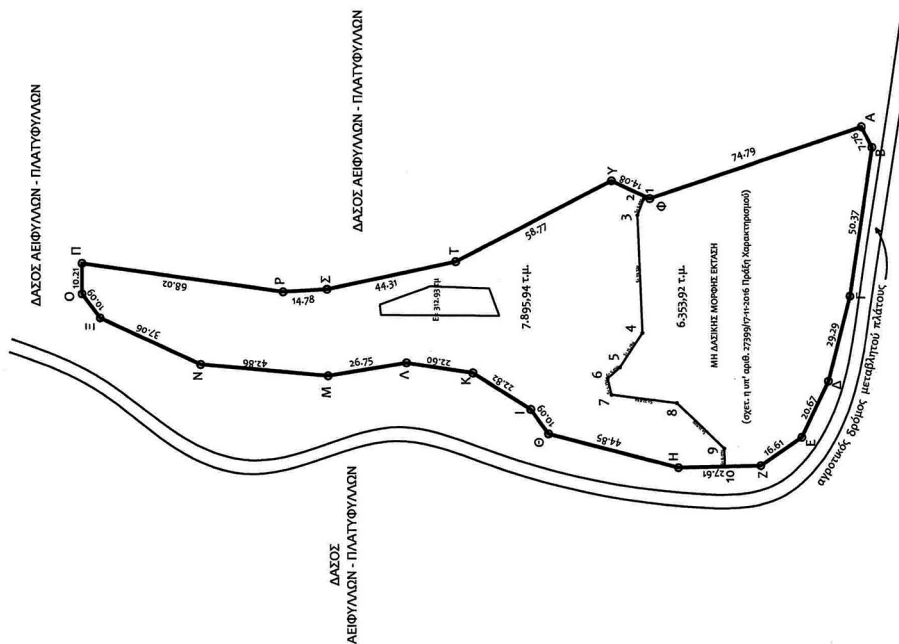 ΔΑΣΟΣ ΑΕΙΦΥΛΛΩΝ - ΠΛΑΤΥΦΥΛΛΩΝ
ΔΑΣΟΣ ΑΕΙΦΥΛΛΩΝ - ΠΛΑΤΥΦΥΛΛΩΝ
ΔΑΣΟΣ
ΑΕΙΦΥΛΛΩΝ - ΠΛΑΤΥΦΥΛΛΩΝ
Π
10.21
Ο
10.09
Ξ
37.06
Ν
42.86
Μ
26.75
Λ
22.60
Κ
22.82
Ι
10.09
Θ
44.85
Η
27.61
Ζ
16.61
Ε
20.67
Δ
29.29
Γ
50.37
Β
7.76
Α
74.79
Φ
14.08
Υ
58.77
Τ
44.31
Σ
14.78
Ρ
68.02
1
2
3
4
5
6
7
8
9
10
312.93
7.895,94 τ.μ.
6.353,92 τ.μ.
ΜΗ ΔΑΣΙΚΗΣ ΜΟΡΦΗΣ ΕΚΤΑΣΗ
(σχετ. η υπ' αριθ. 27399/17-11-2016 Πράξη Χαρακτηρισμού)
αγροτικός δρόμος μεταβλητού πλάτους